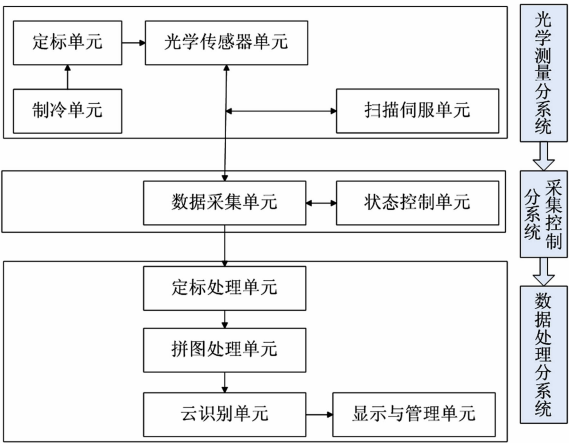 定标单元
光学传感器单元
制冷单元
扫描伺服单元
光学测量分系统
数据采集单元
状态控制单元
采集控制
分系统
定标处理单元
拼图处理单元
云识别单元
显示与管理单元
数据处理分系统